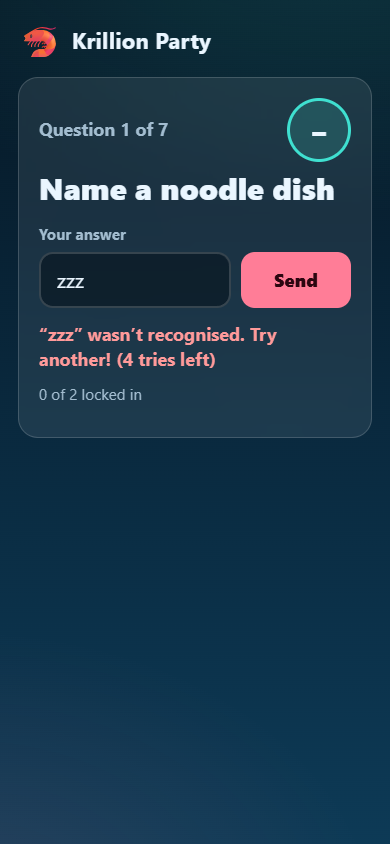 Krillion Party
Question 1 of 7
–
Name a noodle dish
Your answer
zzz
Send
“zzz” wasn’t recognised. Try
another! (4 tries left)
0 of 2 locked in